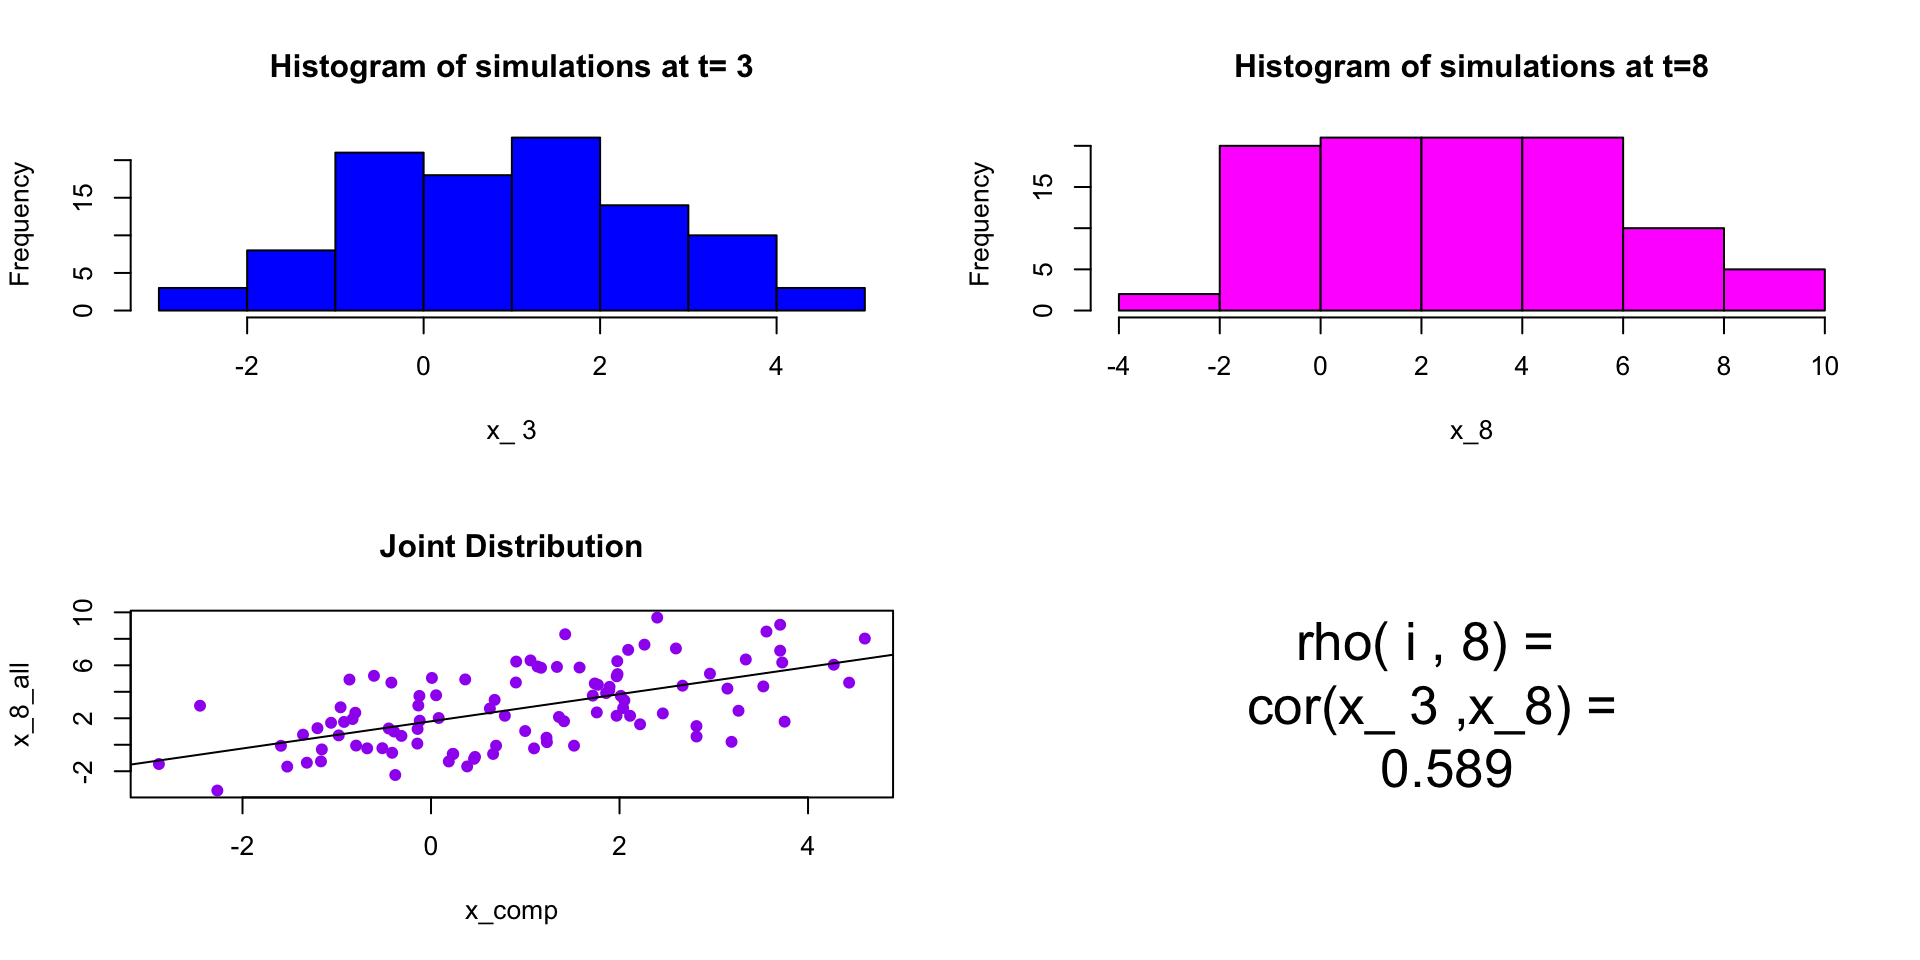 Histogram of simulations at t= 3
Frequency
15
5
0
-2 0 2 4
x_ 3
Histogram of simulations at t=8
Frequency
15
5
0
-4 -2 0 2 4 6 8 10
x_8
Joint Distribution
x_8_all
10
6
2
-2
-2 0 2 4
x_comp
rho( i , 8) =
cor(x_ 3 ,x_8) =
0.589